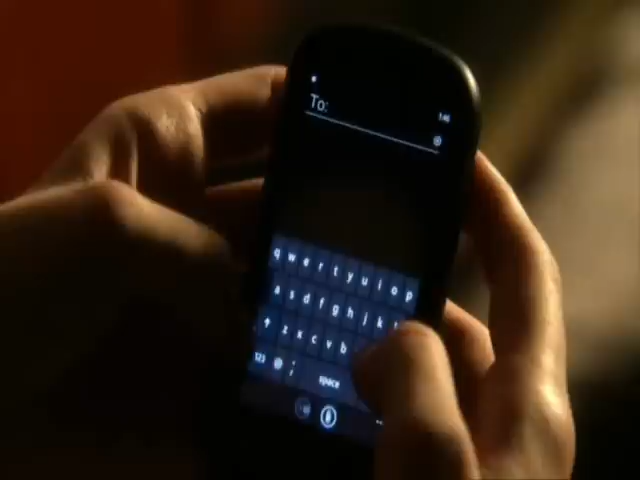 To:
q w e r t y u i o p
a s d f g h j k
z x c v b
123 @ ; space